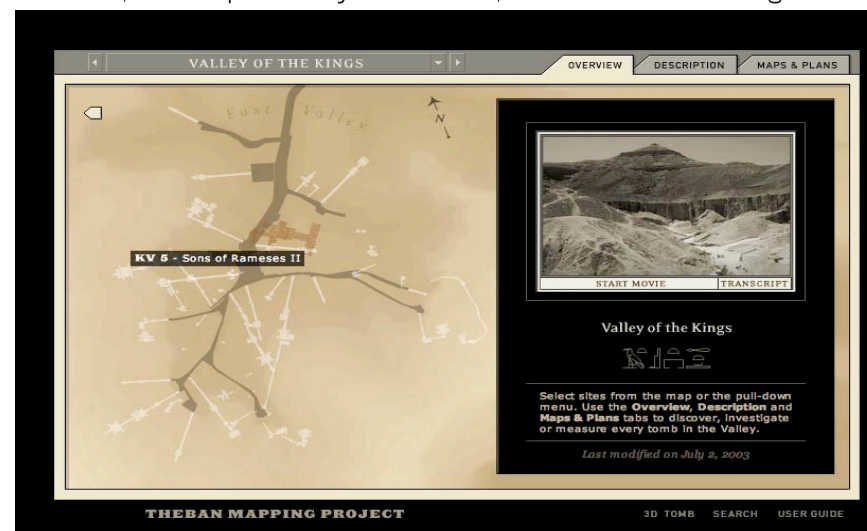 VALLEY OF THE KINGS
OVERVIEW
DESCRIPTION
MAPS & PLANS
East Valley
N
KV 5 - Sons of Rameses II
START MOVIE
TRANSCRIPT
Valley of the Kings
Select sites from the map or the pull-down
menu. Use the Overview, Description and
Maps & Plans tabs to discover, investigate
or measure every tomb in the Valley.
Last modified on July 2, 2003
THEBAN MAPPING PROJECT
3D TOMB
SEARCH
USER GUIDE